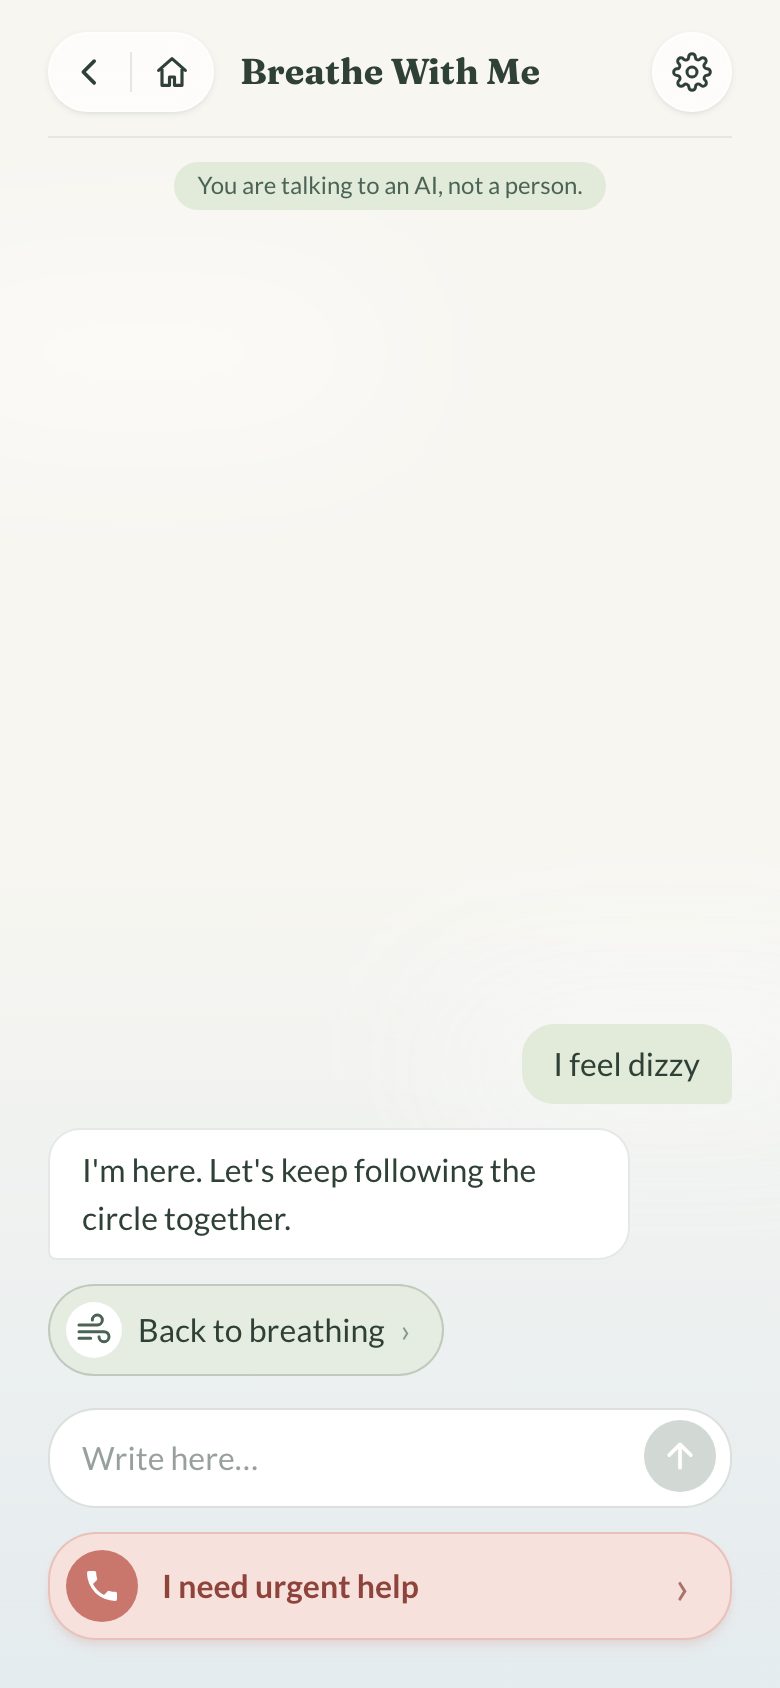 Breathe With Me
You are talking to an AI, not a person.
I feel dizzy
I'm here. Let's keep following the
circle together.
Back to breathing ›
Write here...
I need urgent help ›